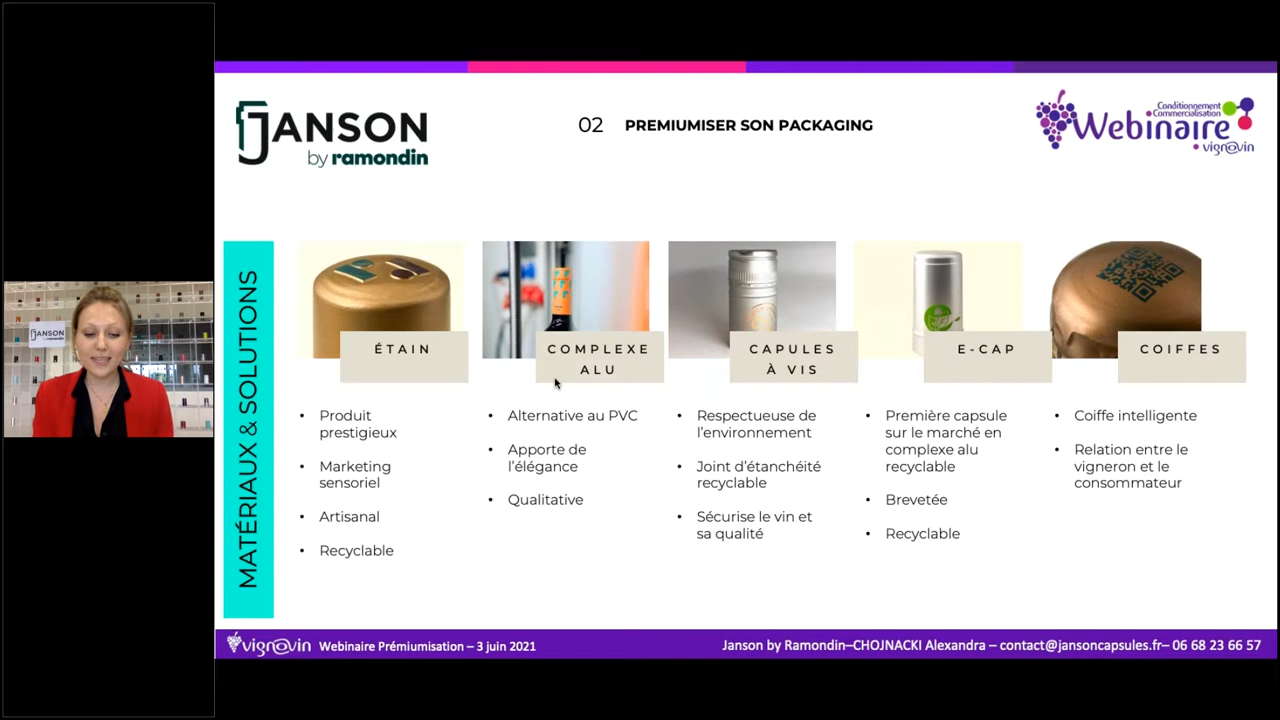 JANSON
by ramondin
02 PREMIUMISER SON PACKAGING
Conditionnement
Commercialisation
Webinaire
vignovin
JANSON
MATÉRIAUX & SOLUTIONS
ÉTAIN
COMPLEXE
ALU
CAPULES
À VIS
E-CAP
COIFFES
• Produit
prestigieux
• Marketing
sensoriel
• Artisanal
• Recyclable
• Alternative au PVC
• Apporte de
l'élégance
• Qualitative
• Respectueuse de
l'environnement
• Joint d'étanchéité
recyclable
• Sécurise le vin et
sa qualité
• Première capsule
sur le marché en
complexe alu
recyclable
• Brevetée
• Recyclable
• Coiffe intelligente
• Relation entre le
vigneron et le
consommateur
vignovin Webinaire Prémiumisation – 3 juin 2021
Janson by Ramondin–CHOJNACKI Alexandra – contact@jansoncapsules.fr– 06 68 23 66 57